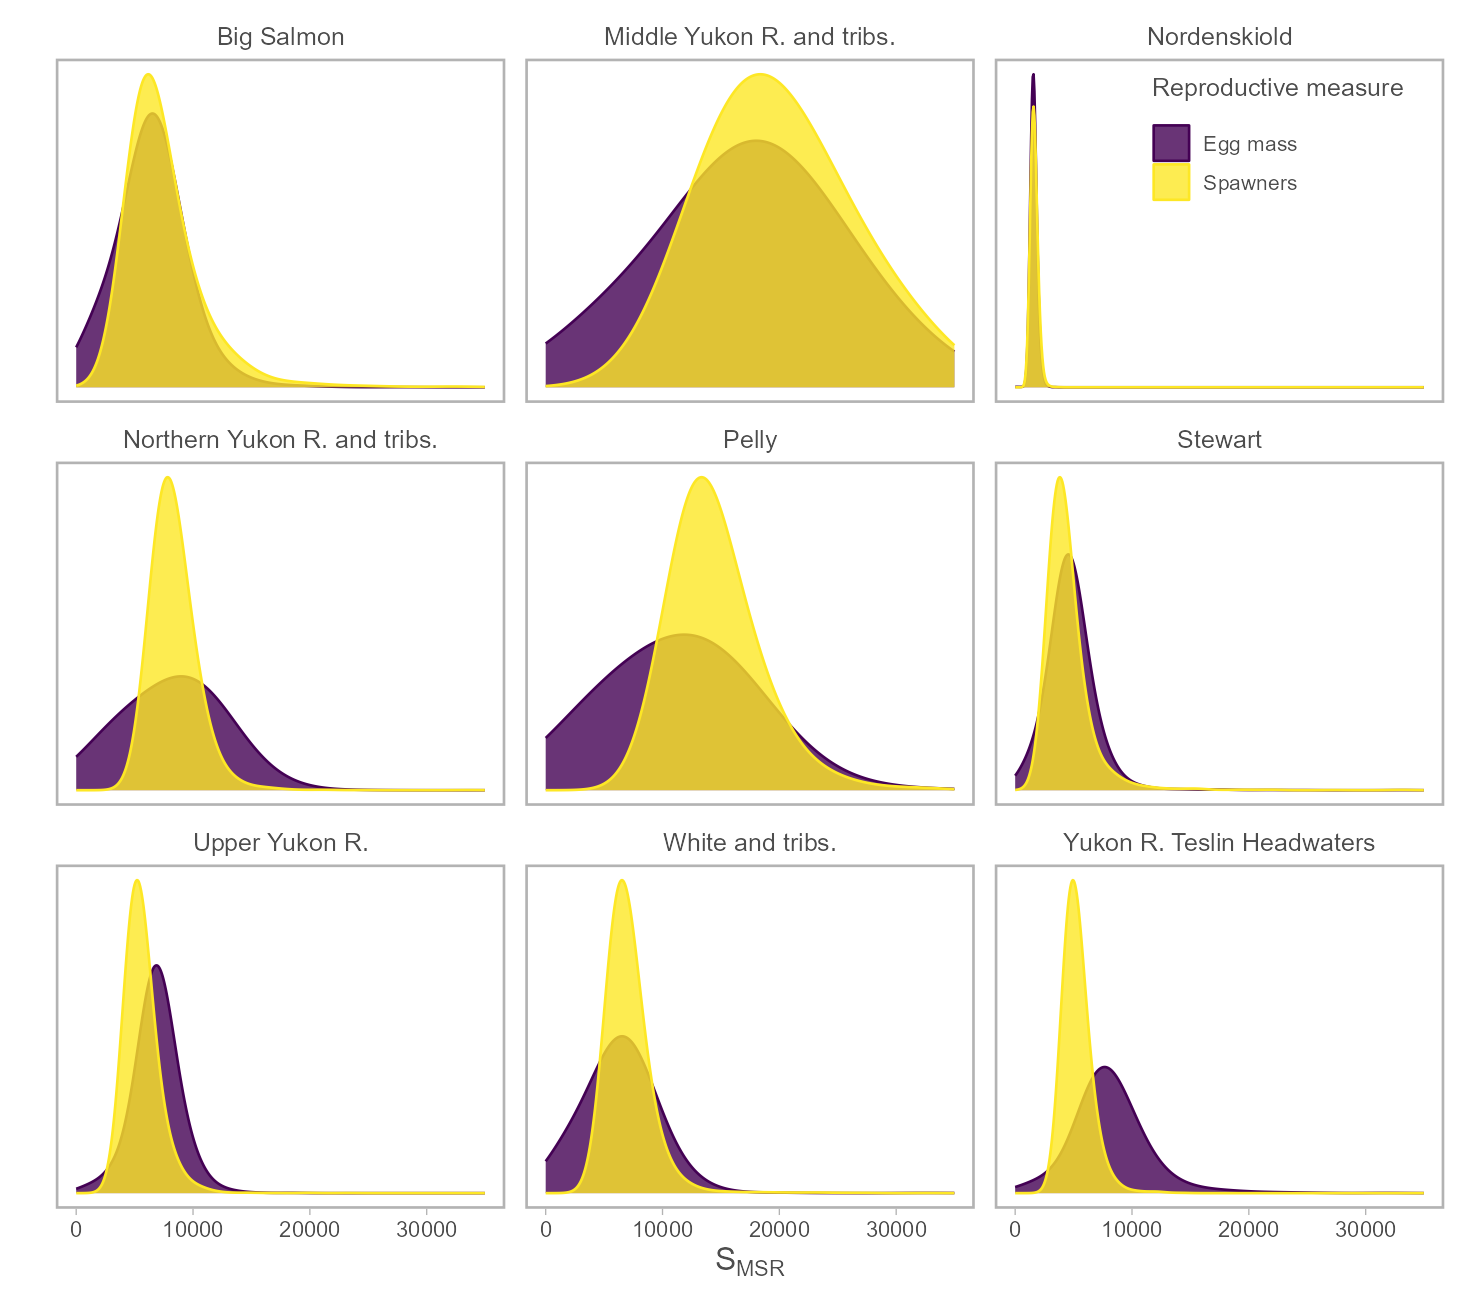 Big Salmon
Middle Yukon R. and tribs.
Nordenskiold
Reproductive measure
Egg mass
Spawners
Northern Yukon R. and tribs.
Pelly
Stewart
Upper Yukon R.
White and tribs.
Yukon R. Teslin Headwaters
0 10000 20000 30000
0 10000 20000 30000
0 10000 20000 30000
SMSR